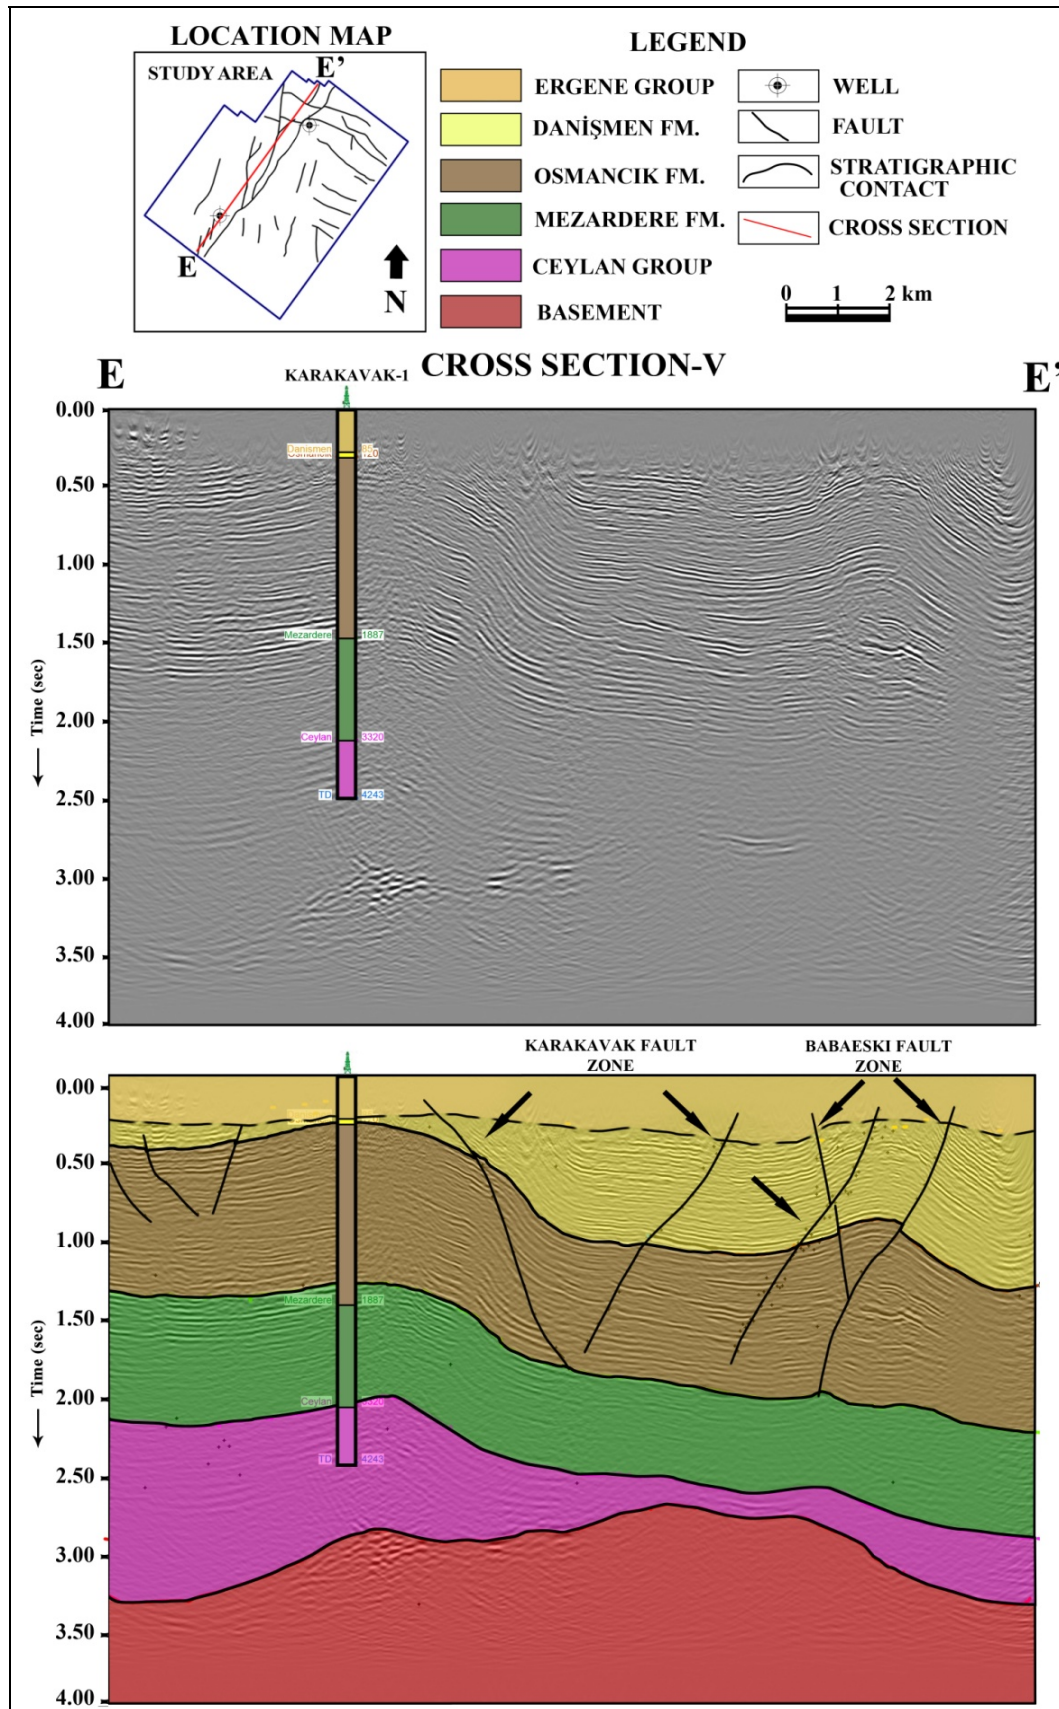 LOCATION MAP
STUDY AREA
E'
E
N
LEGEND
ERGENE GROUP
DANİŞMEN FM.
OSMANCIK FM.
MEZARDERE FM.
CEYLAN GROUP
BASEMENT
WELL
FAULT
STRATIGRAPHIC
CONTACT
CROSS SECTION
0 1 2 km
E
KARAKAVAK-1
CROSS SECTION-V
E'
0.00
Danismen
0.50
1.00
Mezardere 1887
1.50
2.00
Ceylan 3320
TD 4243
2.50
3.00
3.50
4.00
Time (sec)
KARAKAVAK FAULT
ZONE
BABAESKI FAULT
ZONE
0.00
0.50
1.00
Mezardere 1887
1.50
2.00
Ceylan 3320
TD 4243
2.50
3.00
3.50
4.00
Time (sec)